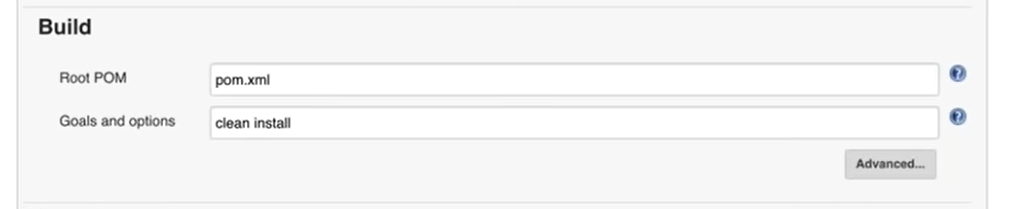 Build
Root POM
pom.xml
Goals and options
clean install
Advanced...